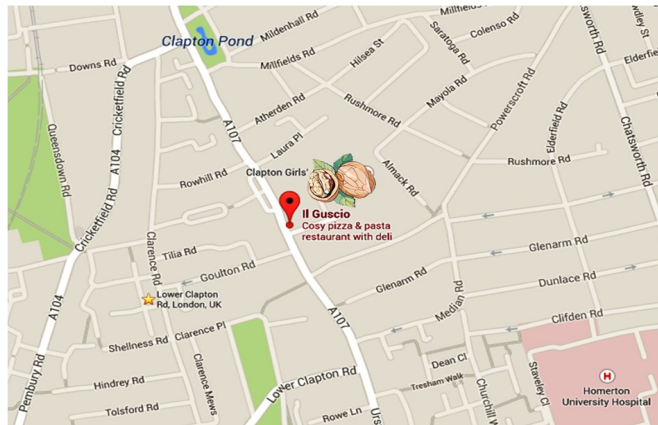 Mildenhall Rd
Millfields
Colenso Rd
Clapton Pond
Saratoga Rd
Downs Rd
Millfields Rd
Hilsea St
Chatsworth Rd
Cricketfield Rd
A104
Queensdown Rd
Atherden Rd
A107
Rushmore Rd
Mayola Rd
Powerscroft Rd
Elderfield Rd
Chatsworth Rd
Laura Pl
Clapton Girls'
Rowhill Rd
Almack Rd
Rushmore Rd
Il Guscio
Cosy pizza & pasta
restaurant with deli
Cricketfield Rd
Clarence Rd
Tilia Rd
Goulton Rd
Glenarm Rd
Glenarm Rd
Dunlace Rd
Median Rd
Clifden Rd
A104
Lower Clapton
Rd, London, UK
A107
Clarence Pl
Shellness Rd
Pembury Rd
Hindrey Rd
Clarence Mews
Lower Clapton Rd
Dean Cl
Tresham Walk
Staveley Cl
H
Homerton
University Hospital
Tolsford Rd
Rowe Ln
Urs
Churchill W